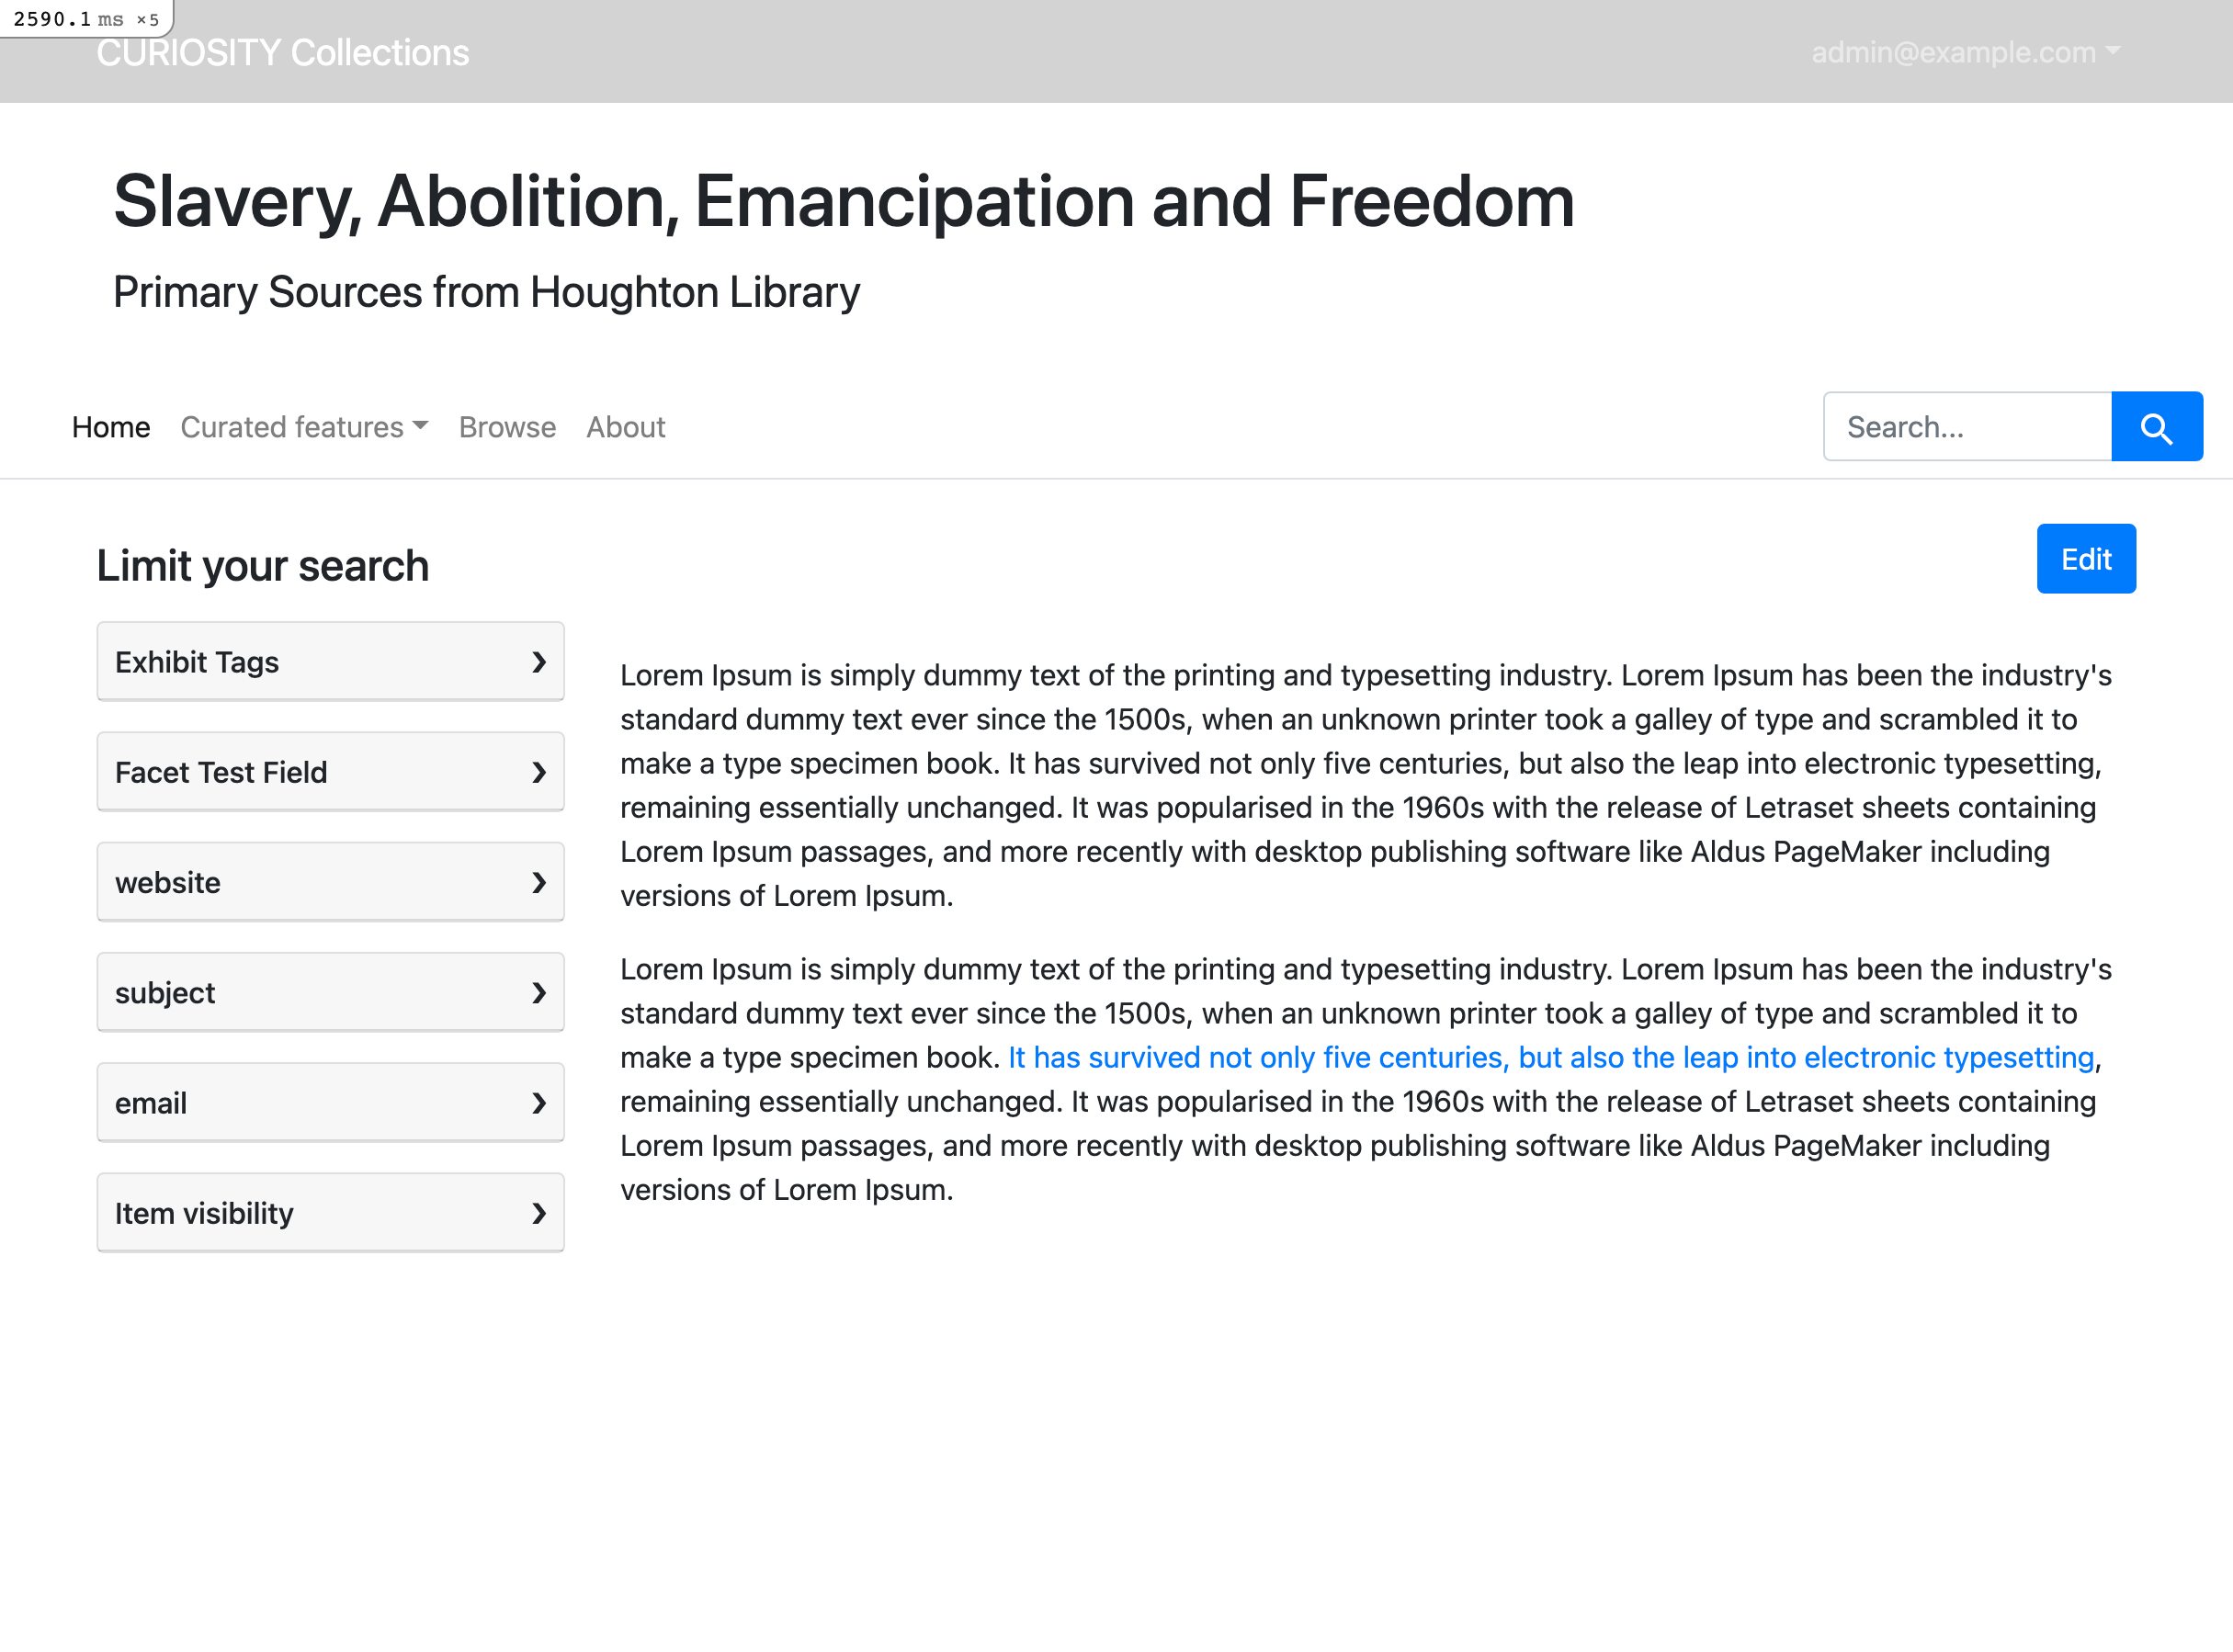 2590.1 ms ×5
CURIOSITY Collections
admin@example.com
Slavery, Abolition, Emancipation and Freedom
Primary Sources from Houghton Library
Home Curated features Browse About
Search...
Limit your search
Edit
Exhibit Tags
Facet Test Field
website
subject
email
Item visibility
Lorem Ipsum is simply dummy text of the printing and typesetting industry. Lorem Ipsum has been the industry's
standard dummy text ever since the 1500s, when an unknown printer took a galley of type and scrambled it to
make a type specimen book. It has survived not only five centuries, but also the leap into electronic typesetting,
remaining essentially unchanged. It was popularised in the 1960s with the release of Letraset sheets containing
Lorem Ipsum passages, and more recently with desktop publishing software like Aldus PageMaker including
versions of Lorem Ipsum.
Lorem Ipsum is simply dummy text of the printing and typesetting industry. Lorem Ipsum has been the industry's
standard dummy text ever since the 1500s, when an unknown printer took a galley of type and scrambled it to
make a type specimen book. It has survived not only five centuries, but also the leap into electronic typesetting,
remaining essentially unchanged. It was popularised in the 1960s with the release of Letraset sheets containing
Lorem Ipsum passages, and more recently with desktop publishing software like Aldus PageMaker including
versions of Lorem Ipsum.